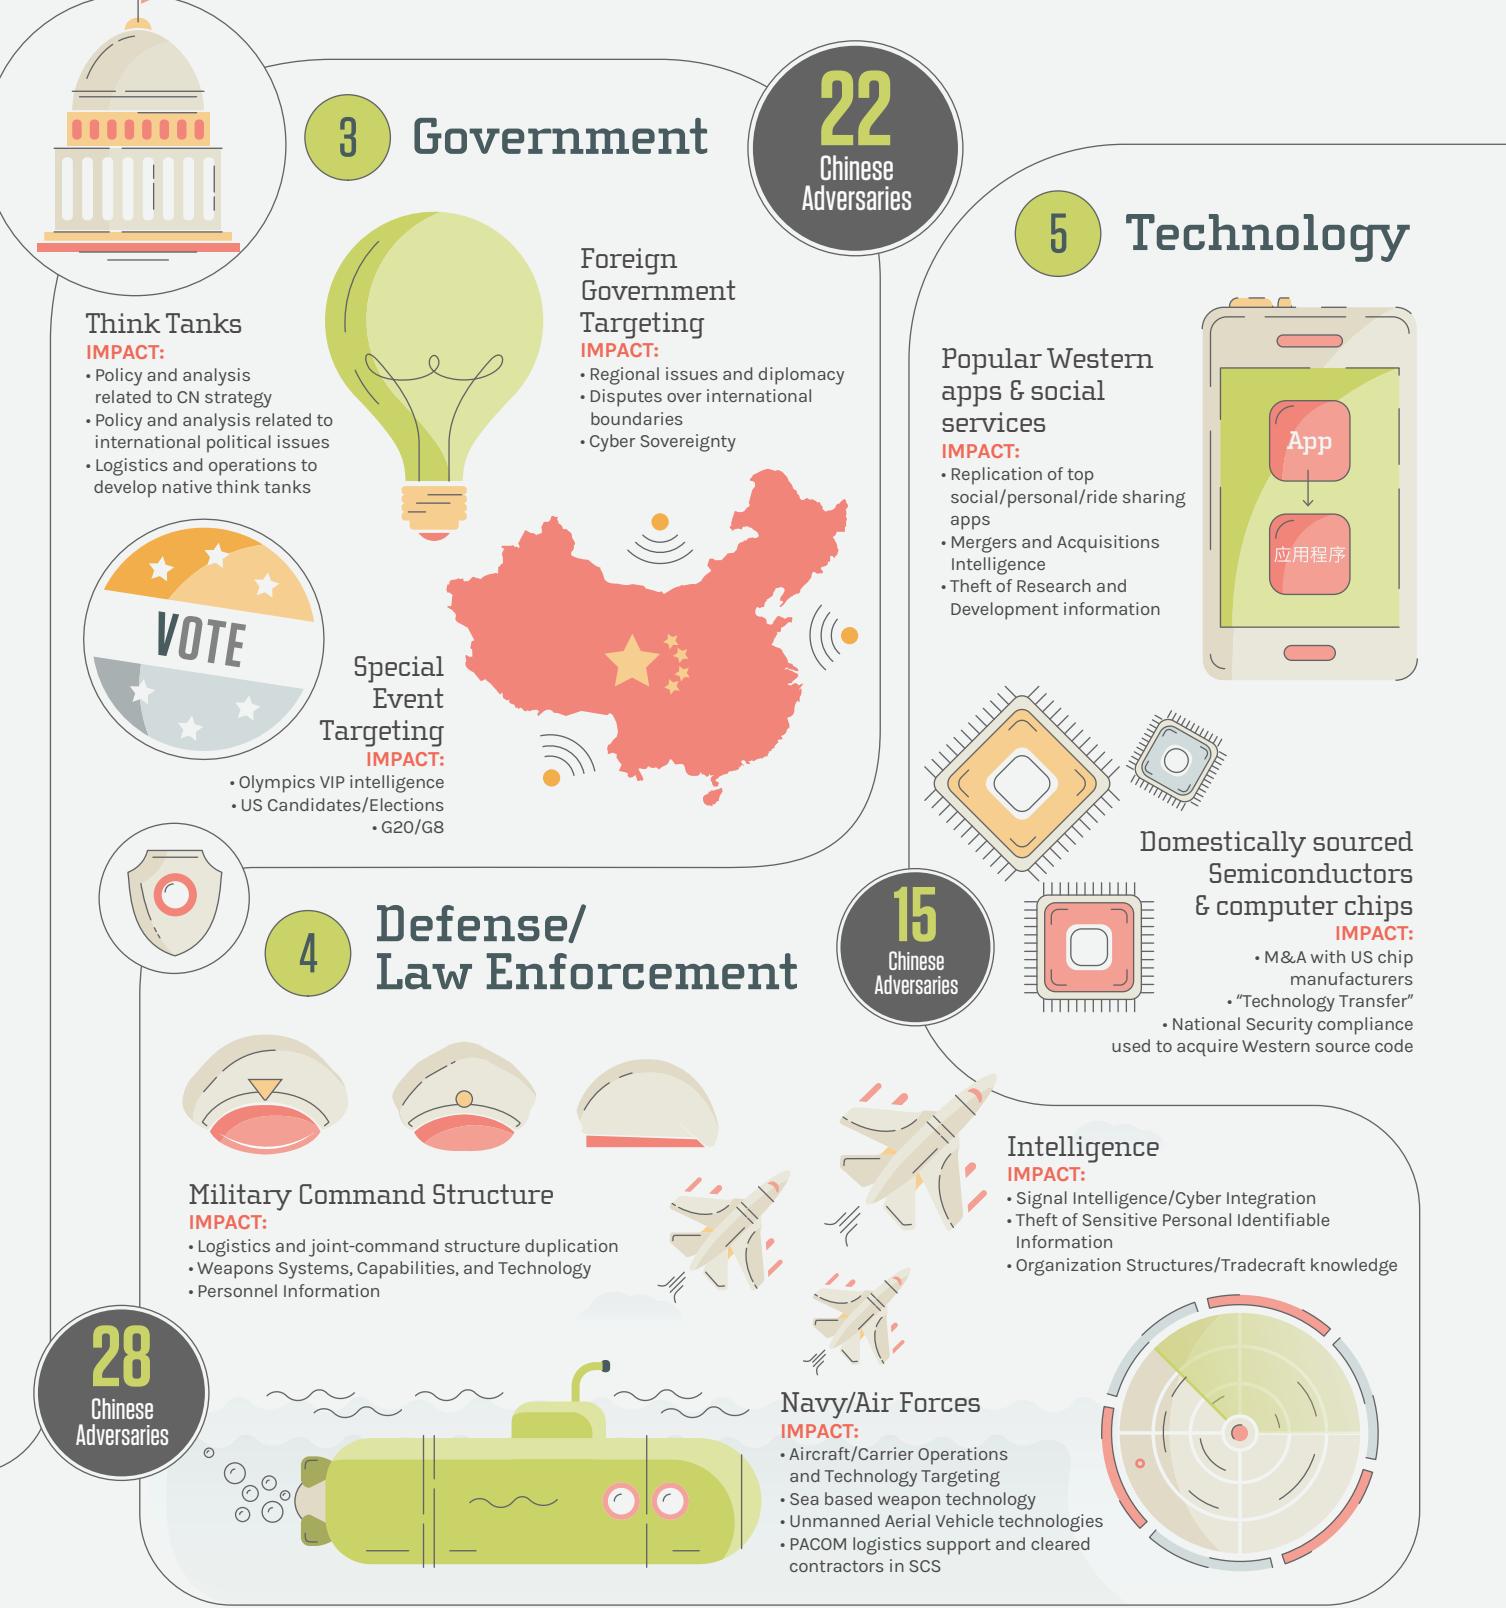 3
Government
22
Chinese
Adversaries
Think Tanks
IMPACT:
• Policy and analysis
related to CN strategy
• Policy and analysis related to
international political issues
• Logistics and operations to
develop native think tanks
Foreign
Government
Targeting
IMPACT:
• Regional issues and diplomacy
• Disputes over international
boundaries
• Cyber Sovereignty
VOTE
Special
Event
Targeting
IMPACT:
• Olympics VIP intelligence
• US Candidates/Elections
• G20/G8
5
Technology
Popular Western
apps & social
services
IMPACT:
• Replication of top
social/personal/ride sharing
apps
• Mergers and Acquisitions
Intelligence
• Theft of Research and
Development information
App
应用程序
Domestically sourced
Semiconductors
& computer chips
IMPACT:
• M&A with US chip
manufacturers
• “Technology Transfer”
• National Security compliance
used to acquire Western source code
15
Chinese
Adversaries
4
Defense/
Law Enforcement
Military Command Structure
IMPACT:
• Logistics and joint-command structure duplication
• Weapons Systems, Capabilities, and Technology
• Personnel Information
Intelligence
IMPACT:
• Signal Intelligence/Cyber Integration
• Theft of Sensitive Personal Identifiable
Information
• Organization Structures/Tradecraft knowledge
28
Chinese
Adversaries
Navy/Air Forces
IMPACT:
• Aircraft/Carrier Operations
and Technology Targeting
• Sea based weapon technology
• Unmanned Aerial Vehicle technologies
• PACOM logistics support and cleared
contractors in SCS